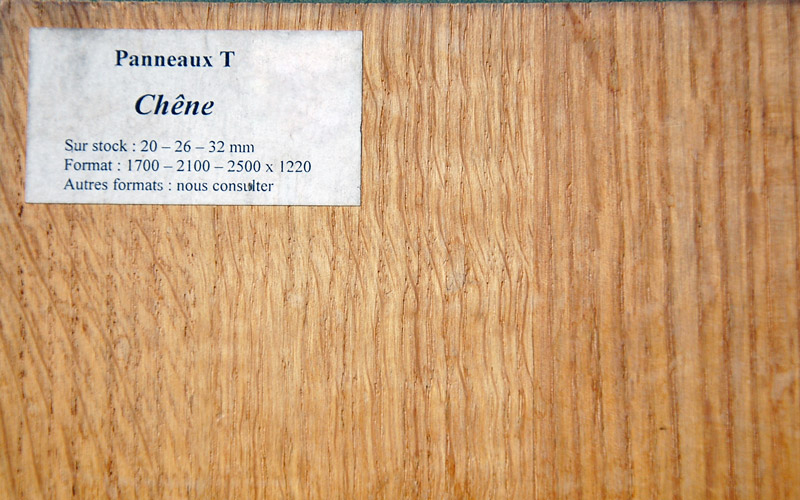 Panneaux T
Chêne
Sur stock : 20 – 26 – 32 mm
Format : 1700 – 2100 – 2500 x 1220
Autres formats : nous consulter